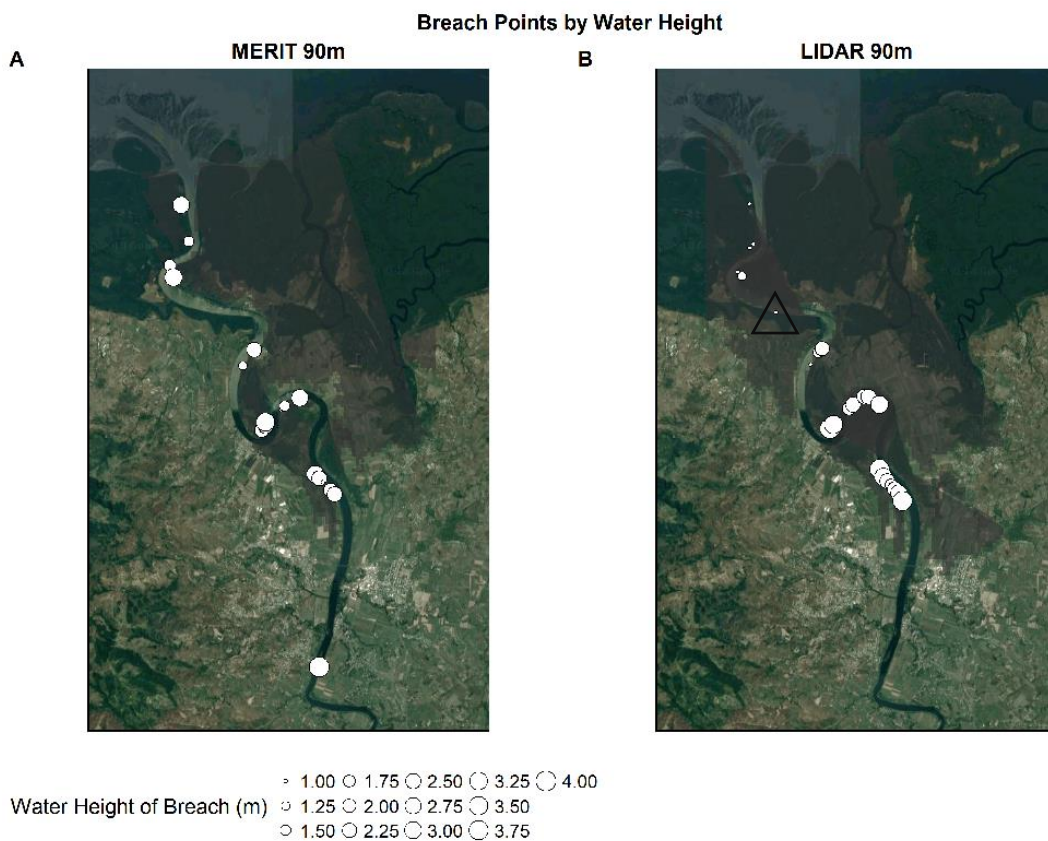 Breach Points by Water Height
A
MERIT 90m
B
LIDAR 90m
Water Height of Breach (m)
1.00 1.75 2.50 3.25 4.00
1.25 2.00 2.75 3.50
1.50 2.25 3.00 3.75